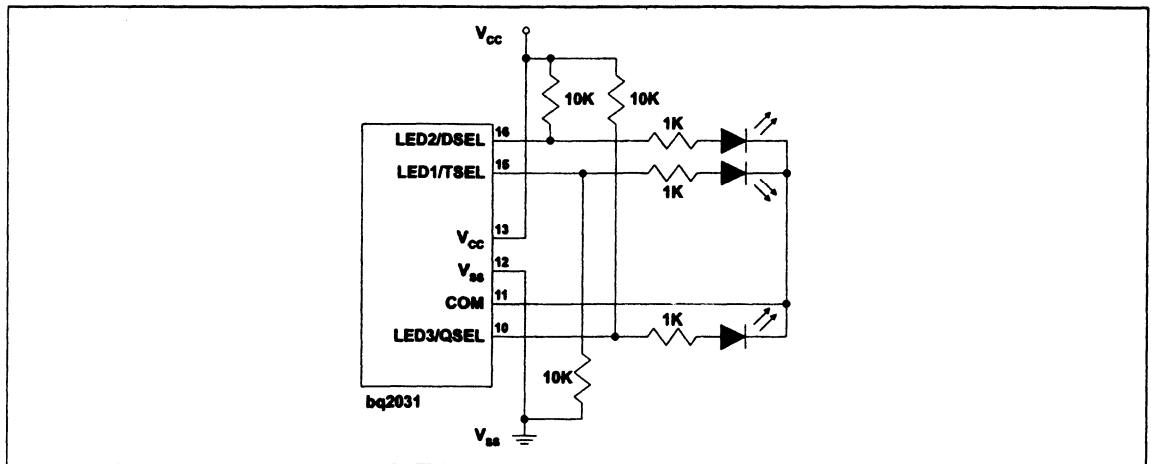 VCC
10K 10K
1K
LED2/DSEL 16
LED1/TSEL 15
1K
VCC 13
VSS 12
COM 11
1K
LED3/QSEL 10
10K
bq2031
VSS